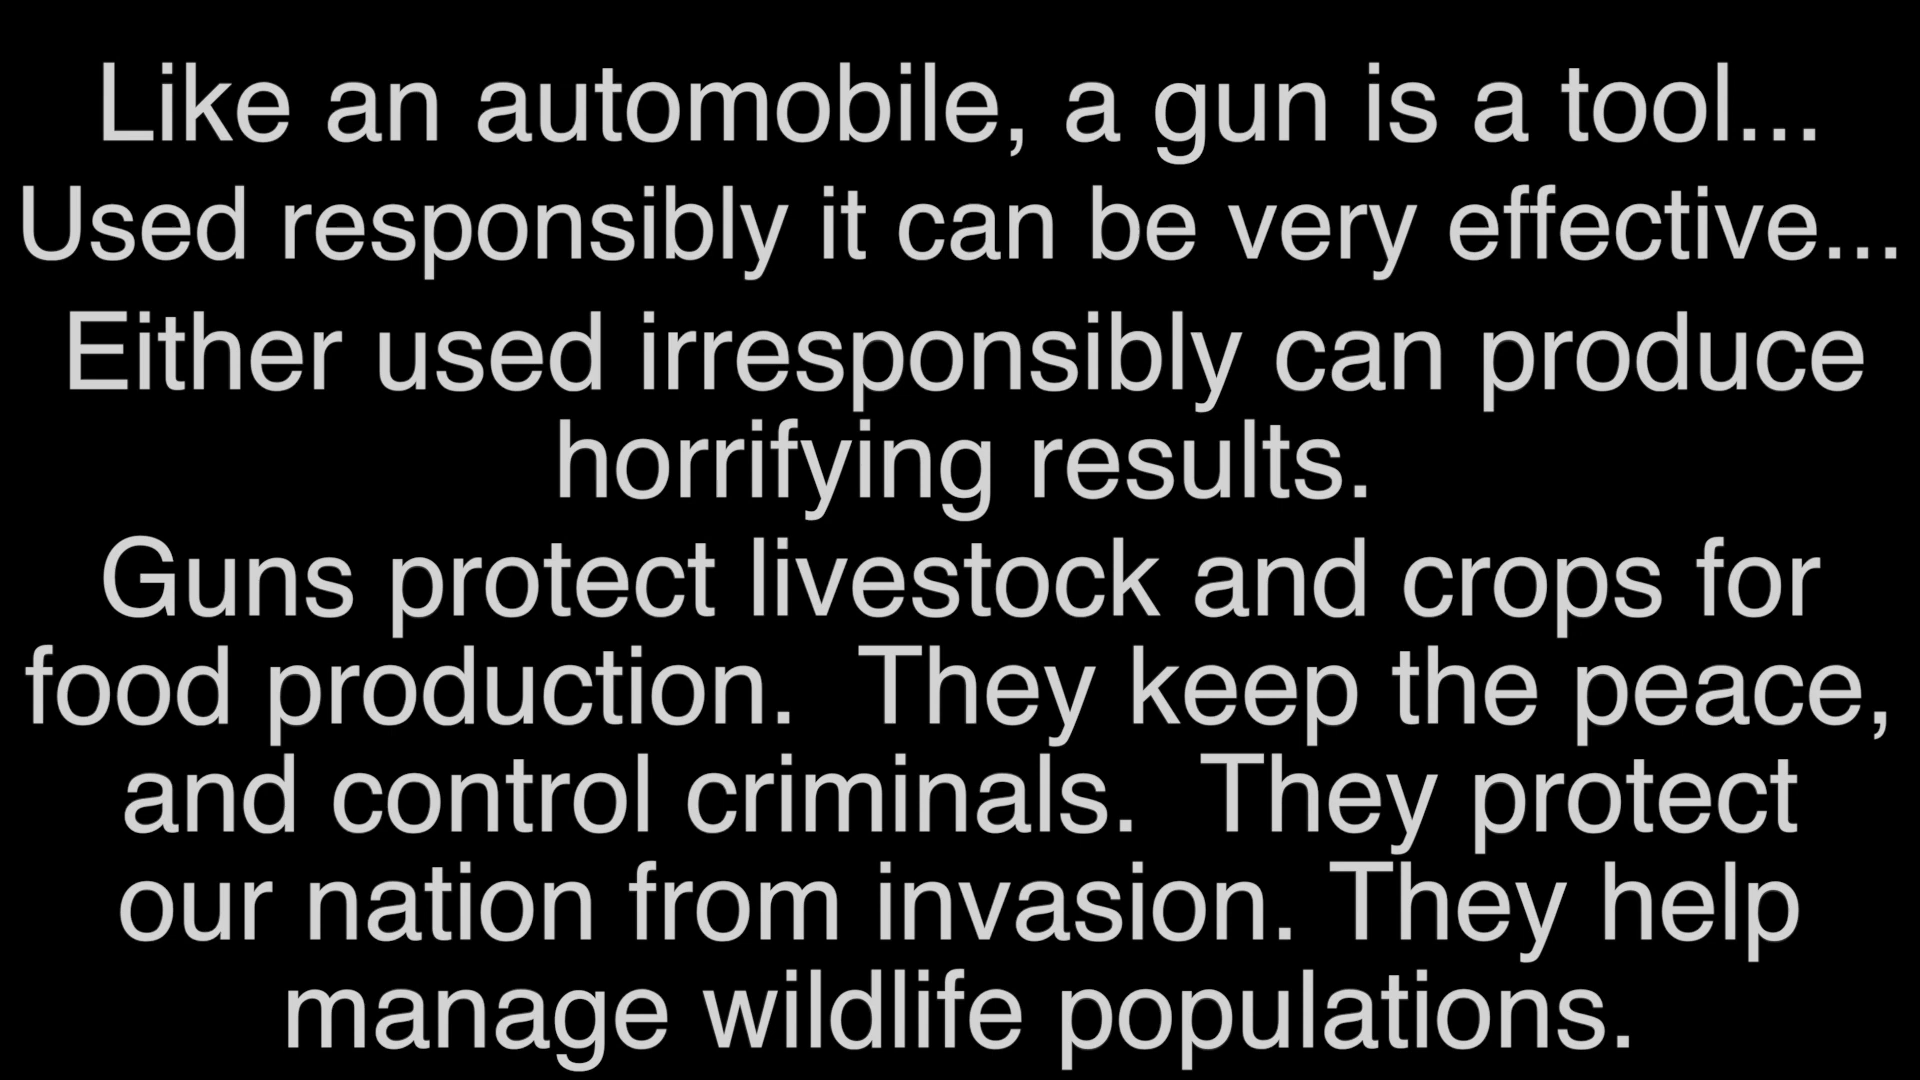 Like an automobile, a gun is a tool...
Used responsibly it can be very effective...
Either used irresponsibly can produce
horrifying results.
Guns protect livestock and crops for
food production.  They keep the peace,
and control criminals.  They protect
our nation from invasion. They help
manage wildlife populations.